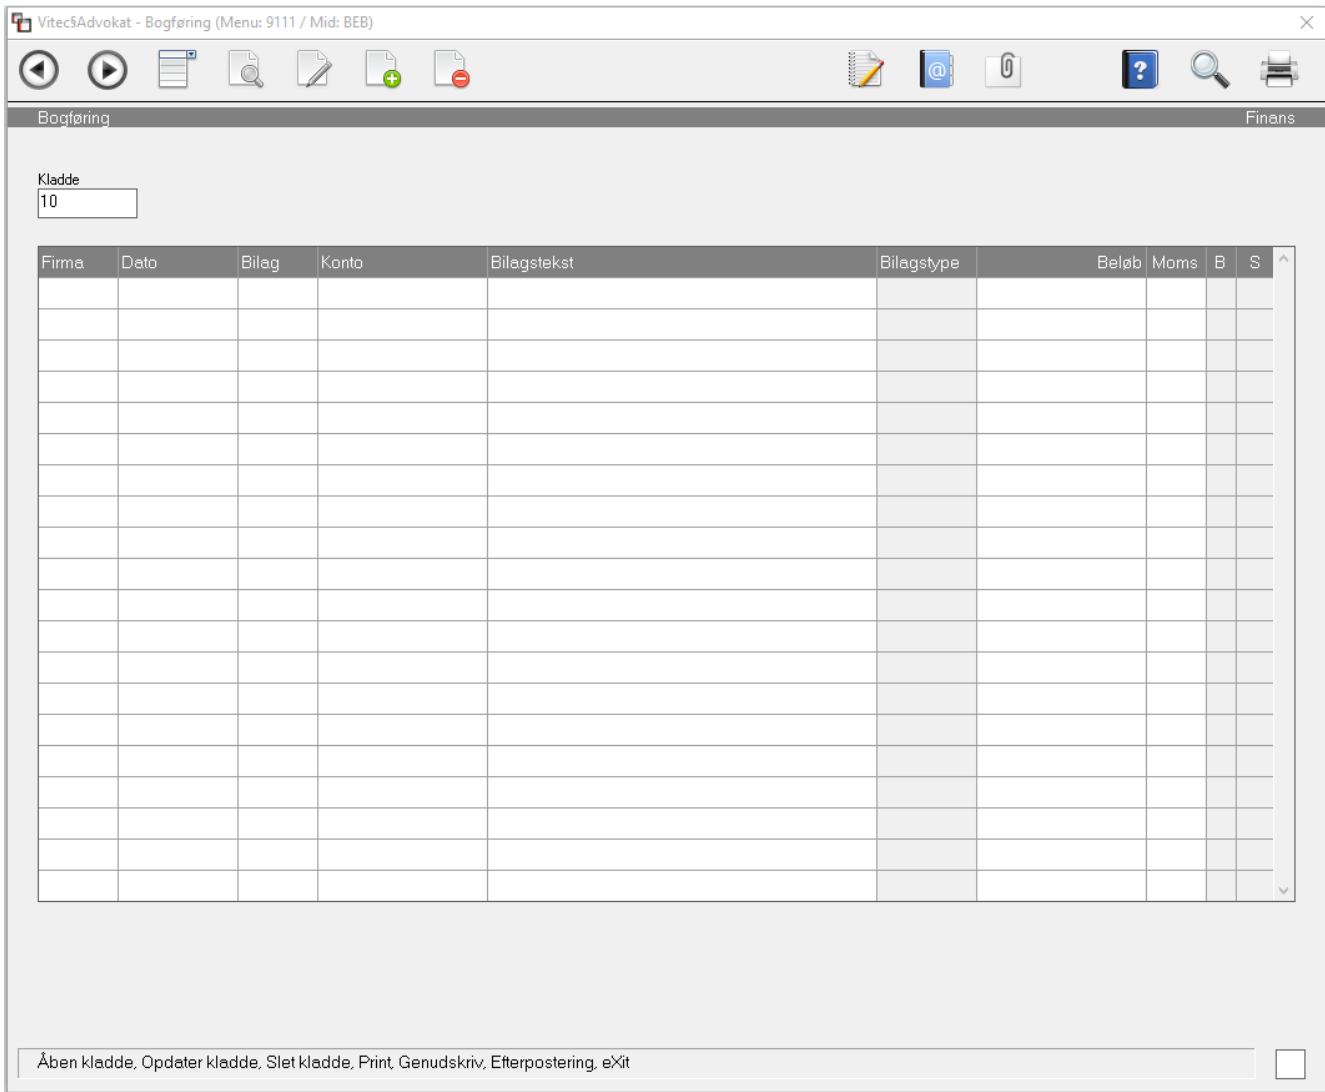 Vitec§Advokat - Bogføring (Menu: 9111 / Mid: BEB)
Bogføring Finans
Kladde
10
Firma Dato Bilag Konto Bilagstekst Bilagstype Beløb Moms B S
Åben kladde, Opdater kladde, Slet kladde, Print, Genudskriv, Efterpostering, eXit